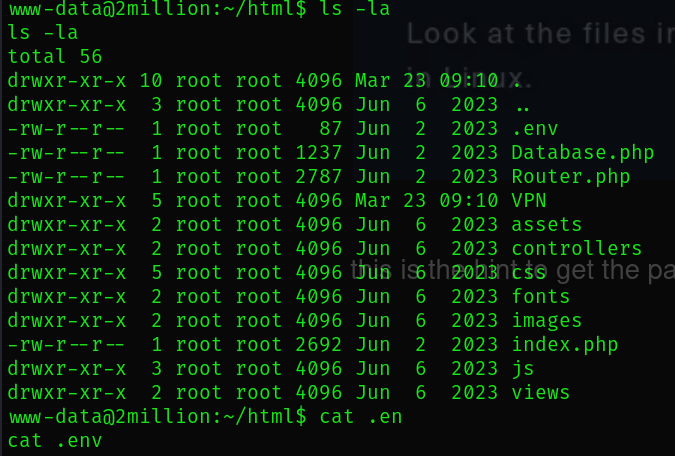 www-data@2million:~/html$ ls -la
ls -la
total 56
drwxr-xr-x 10 root root 4096 Mar 23 09:10 .
drwxr-xr-x  3 root root 4096 Jun  6  2023 ..
-rw-r--r--  1 root root   87 Jun  2  2023 .env
-rw-r--r--  1 root root 1237 Jun  2  2023 Database.php
-rw-r--r--  1 root root 2787 Jun  2  2023 Router.php
drwxr-xr-x  5 root root 4096 Mar 23 09:10 VPN
drwxr-xr-x  2 root root 4096 Jun  6  2023 assets
drwxr-xr-x  2 root root 4096 Jun  6  2023 controllers
drwxr-xr-x  5 root root 4096 Jun  6  2023 css
drwxr-xr-x  2 root root 4096 Jun  6  2023 fonts
drwxr-xr-x  2 root root 4096 Jun  6  2023 images
-rw-r--r--  1 root root 2692 Jun  2  2023 index.php
drwxr-xr-x  3 root root 4096 Jun  6  2023 js
drwxr-xr-x  2 root root 4096 Jun  6  2023 views
www-data@2million:~/html$ cat .en
cat .env
Look at the files in
in Linux.
this is the hint to get the pa